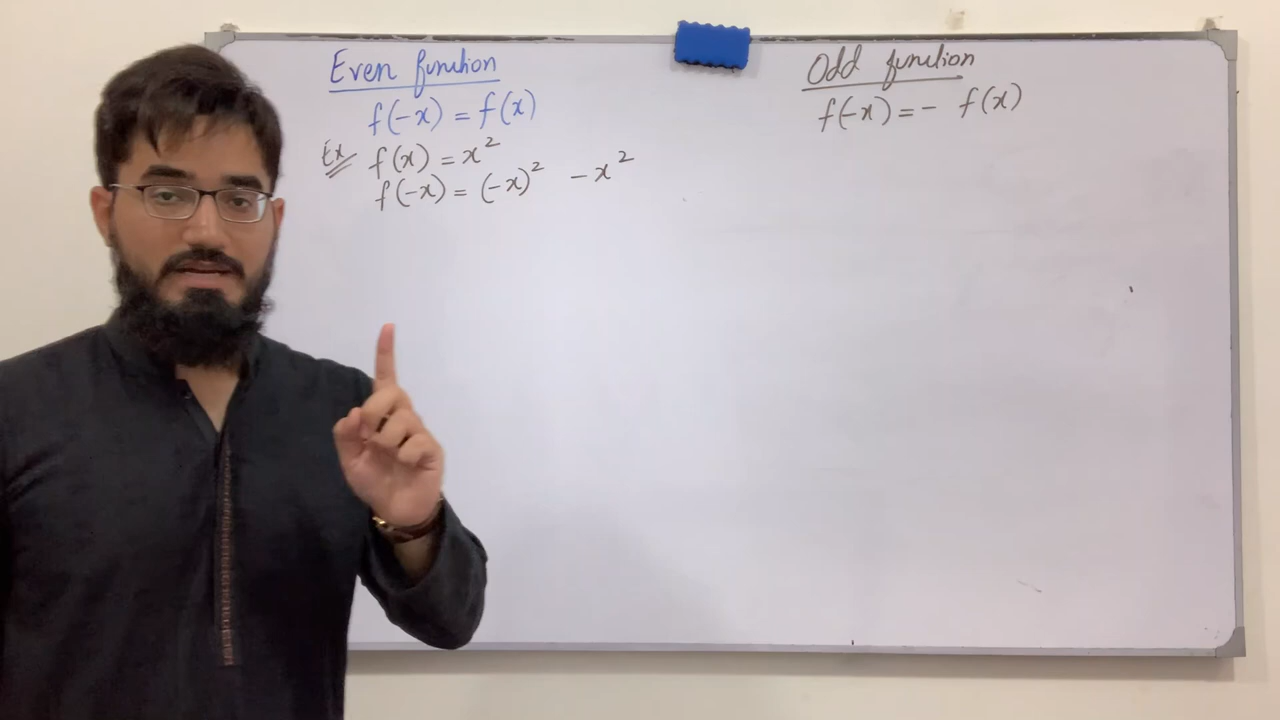 Even function
f(-x) = f(x)
Ex f(x) = x²
f(-x) = (-x)² -x²
Odd function
f(-x) = - f(x)